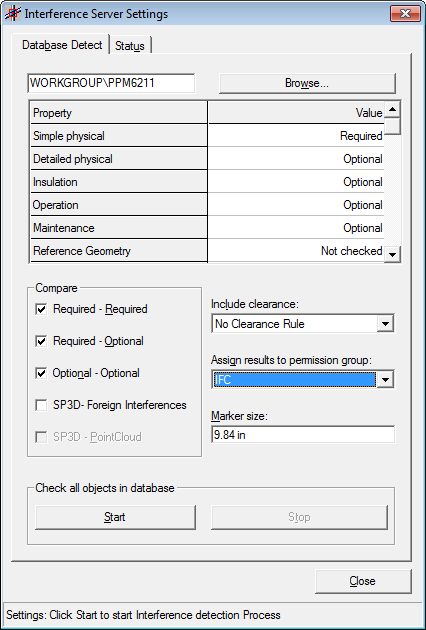 Interference Server Settings
Database Detect Status
WORKGROUP\PPM6211 Browse...
Property Value
Simple physical Required
Detailed physical Optional
Insulation Optional
Operation Optional
Maintenance Optional
Reference Geometry Not checked
Compare
Required - Required
Required - Optional
Optional - Optional
SP3D- Foreign Interferences
SP3D - PointCloud
Include clearance:
No Clearance Rule
Assign results to permission group:
IFC
Marker size:
9.84 in
Check all objects in database
Start Stop
Close
Settings: Click Start to start Interference detection Process